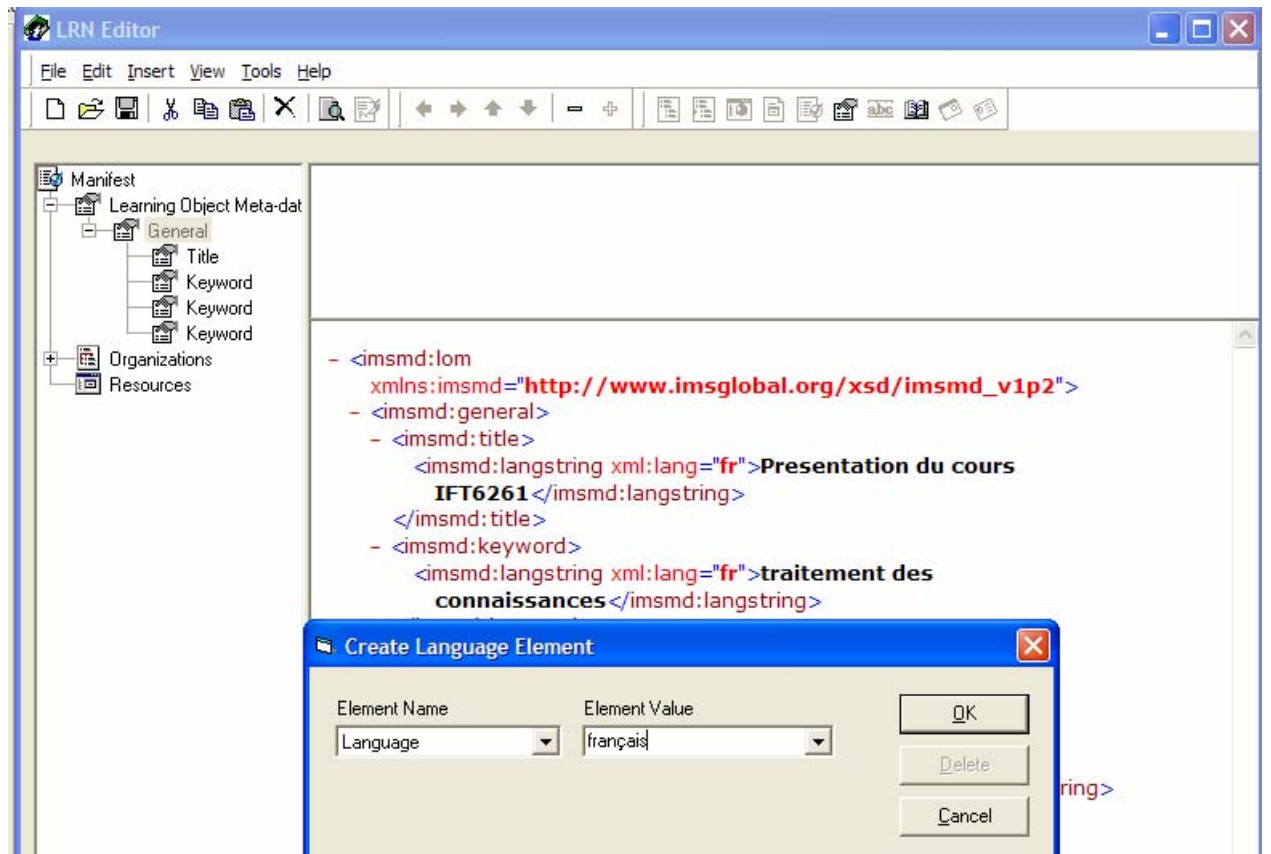 LRN Editor
File Edit Insert View Tools Help
abc
Manifest
Learning Object Meta-dat
General
Title
Keyword
Keyword
Keyword
Organizations
Resources
- <imsmd:lom
xmlns:imsmd="http://www.imsglobal.org/xsd/imsmd_v1p2">
- <imsmd:general>
- <imsmd:title>
<imsmd:langstring xml:lang="fr">Presentation du cours
IFT6261</imsmd:langstring>
</imsmd:title>
- <imsmd:keyword>
<imsmd:langstring xml:lang="fr">traitement des
connaissances</imsmd:langstring>
ring>
Create Language Element
Element Name Element Value
Language français
OK
Delete
Cancel